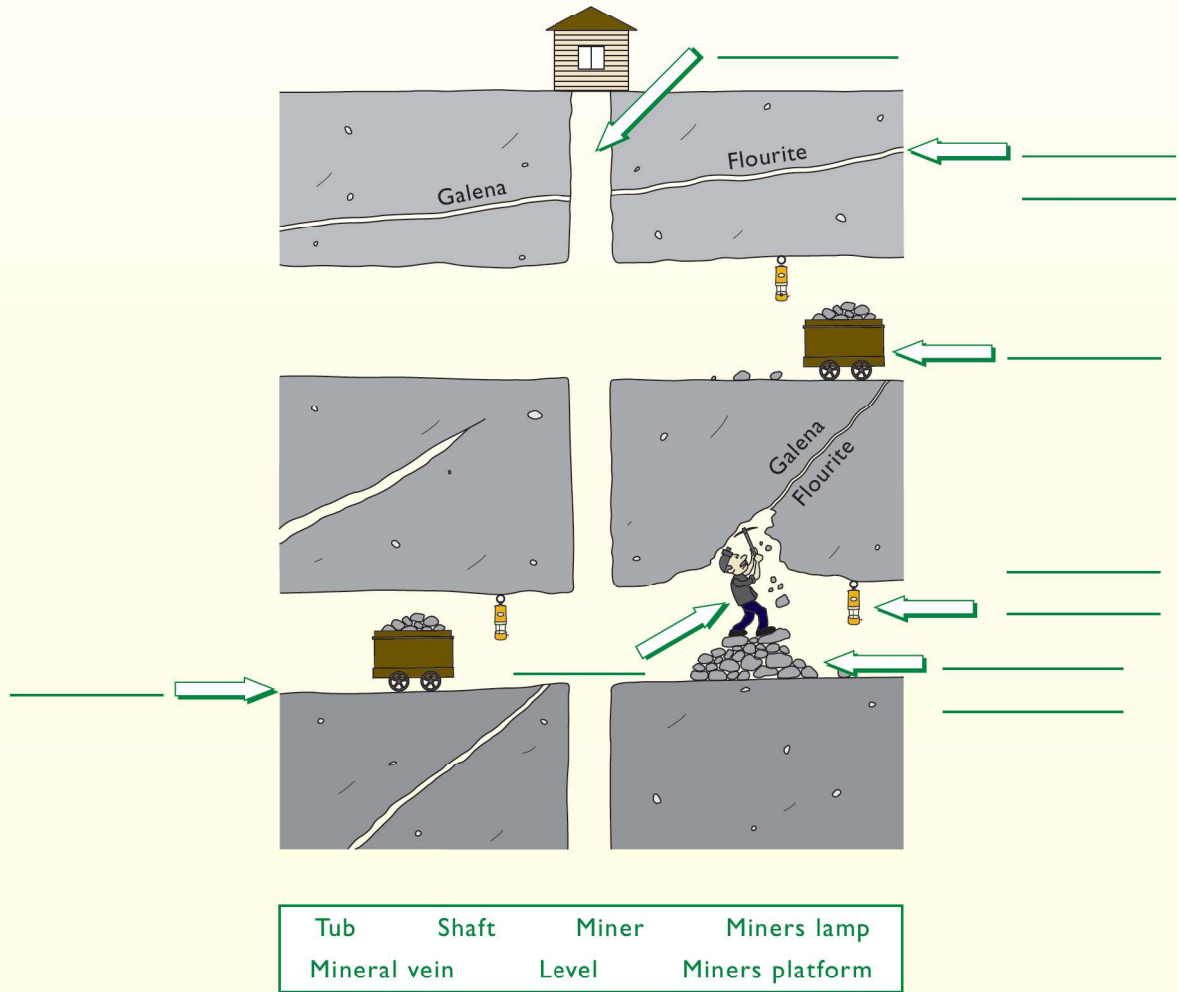 Flourite
Galena
Galena
Flourite
Tub Shaft Miner Miners lamp
Mineral vein Level Miners platform